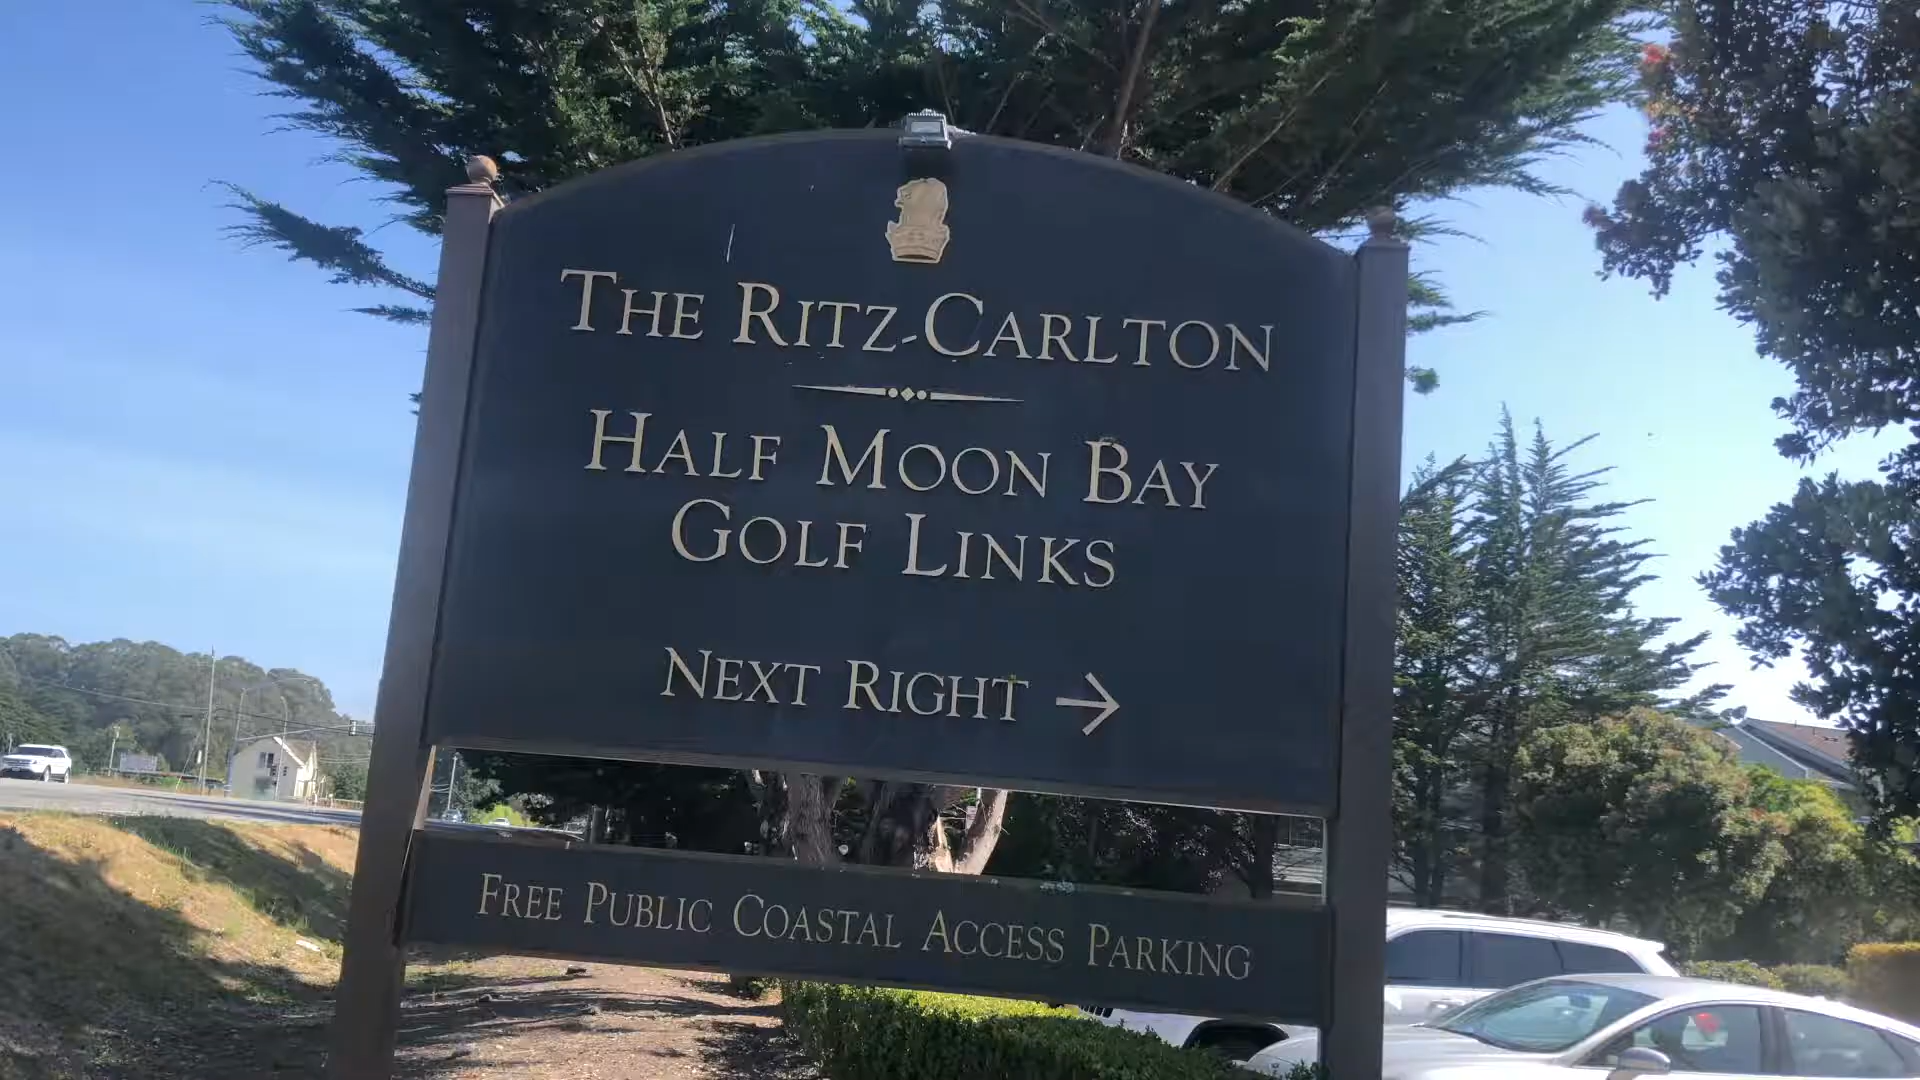 THE RITZ-CARLTON
HALF MOON BAY
GOLF LINKS
NEXT RIGHT →
FREE PUBLIC COASTAL ACCESS PARKING